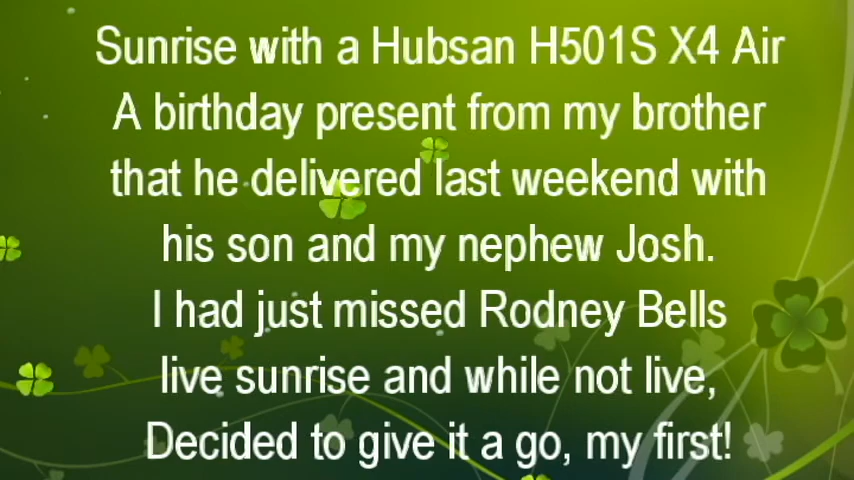 Sunrise with a Hubsan H501S X4 Air
A birthday present from my brother
that he delivered last weekend with
his son and my nephew Josh.
I had just missed Rodney Bells
live sunrise and while not live,
Decided to give it a go, my first!